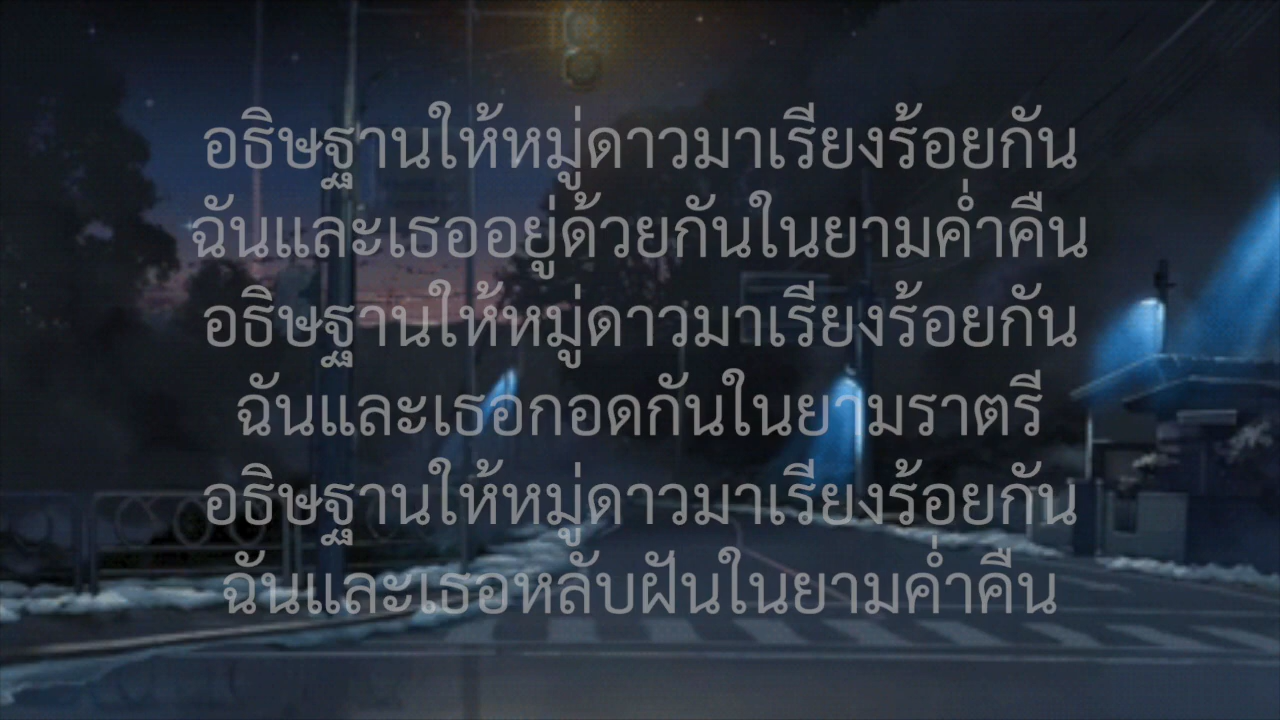 อธิษฐานให้หมู่ดาวมาเรียงร้อยกัน
ฉันและเธออยู่ด้วยกันในยามค่ำคืน
อธิษฐานให้หมู่ดาวมาเรียงร้อยกัน
ฉันและเธอกอดกันในยามราตรี
อธิษฐานให้หมู่ดาวมาเรียงร้อยกัน
ฉันและเธอหลับฝันในยามค่ำคืน